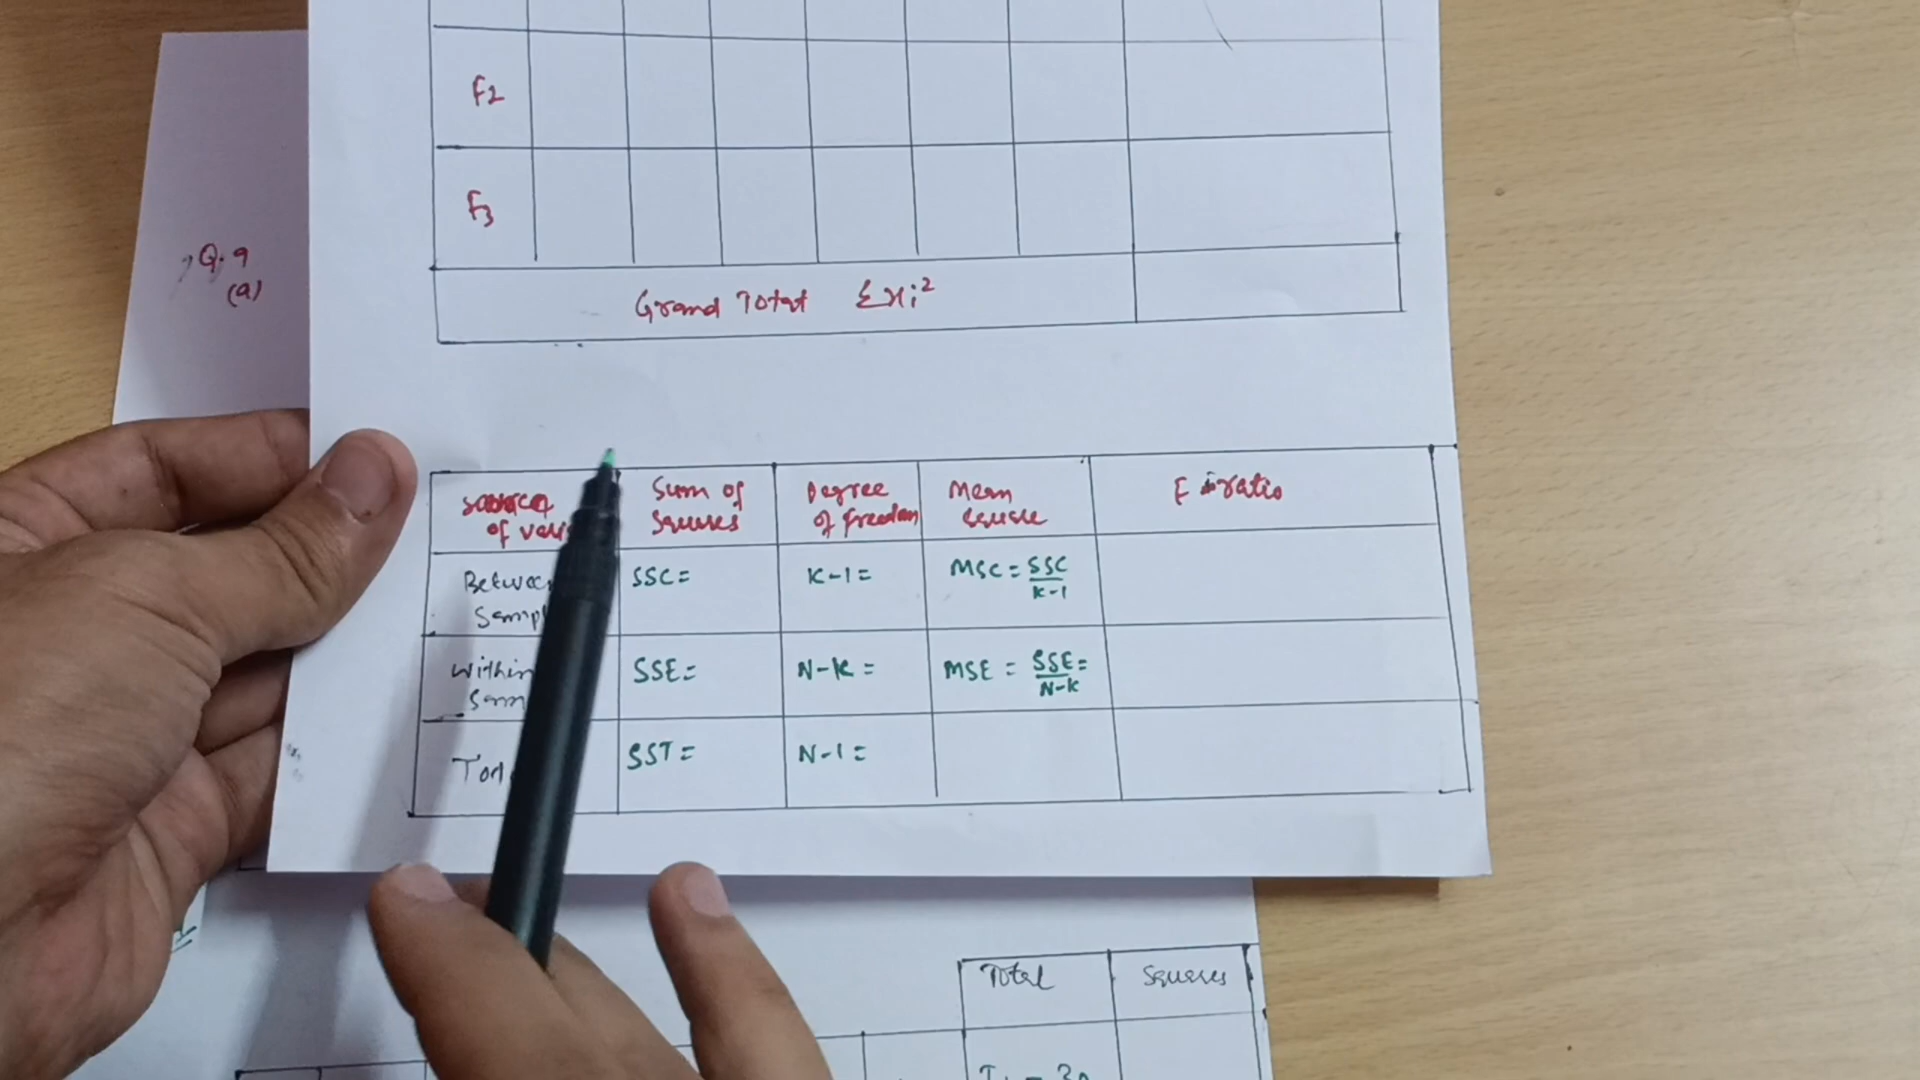 F2
F3
Q.9
(a)
Grand Total Σxi²
of
Sum of
Squares
Degree
of freedom
Mean
F ratio
SSC =
K-1 =
MSC = SSC
K-1
SSE =
N-K =
MSE = SSE =
N-K
SST =
N-1 =
Total
Squares